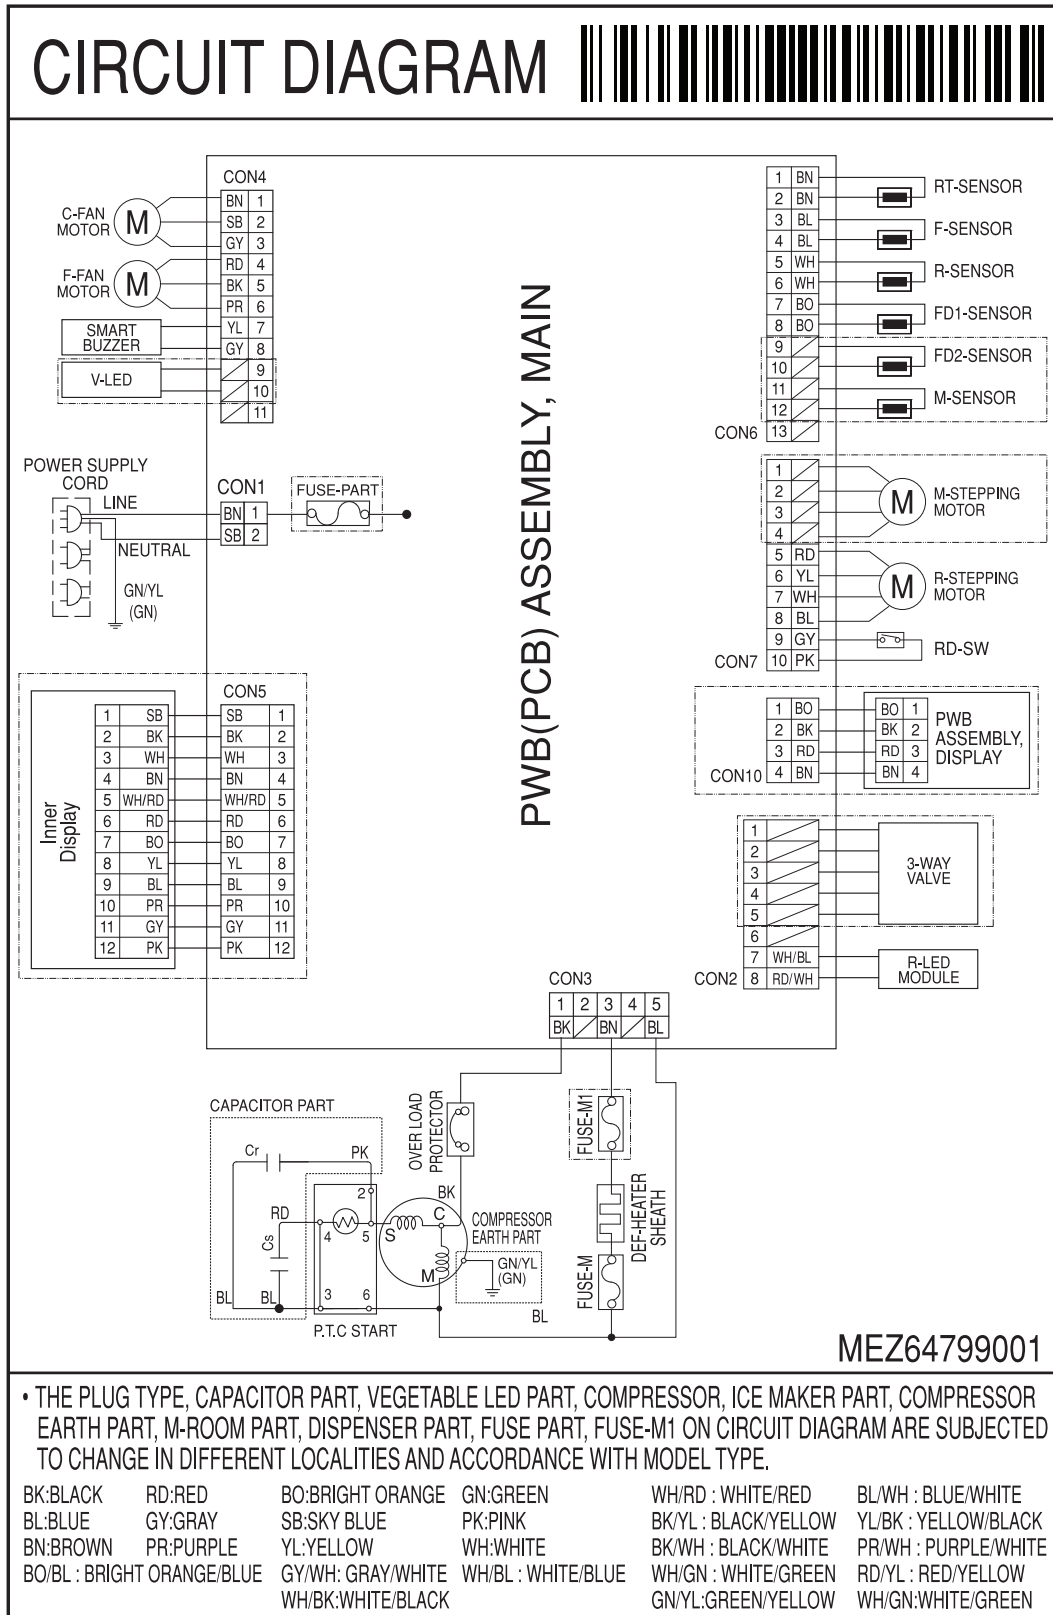 CIRCUIT DIAGRAM
CON4
BN 1
SB 2
GY 3
RD 4
BK 5
PR 6
YL 7
GY 8
9
10
11
C-FAN
MOTOR
M
F-FAN
MOTOR
M
SMART
BUZZER
V-LED
POWER SUPPLY
CORD
LINE
NEUTRAL
GN/YL
(GN)
CON1
BN 1
SB 2
FUSE-PART
PWB(PCB) ASSEMBLY, MAIN
1 BN
2 BN
3 BL
4 BL
5 WH
6 WH
7 BO
8 BO
9
10
11
12
CON6 13
RT-SENSOR
F-SENSOR
R-SENSOR
FD1-SENSOR
FD2-SENSOR
M-SENSOR
1
2
3
4
5 RD
6 YL
7 WH
8 BL
9 GY
CON7 10 PK
M
M-STEPPING
MOTOR
M
R-STEPPING
MOTOR
RD-SW
CON5
Inner
Display
1 SB SB 1
2 BK BK 2
3 WH WH 3
4 BN BN 4
5 WH/RD WH/RD 5
6 RD RD 6
7 BO BO 7
8 YL YL 8
9 BL BL 9
10 PR PR 10
11 GY GY 11
12 PK PK 12
1 BO BO 1
2 BK BK 2
3 RD RD 3
CON10 4 BN BN 4
PWB
ASSEMBLY,
DISPLAY
1
2
3
4
5
6
7 WH/BL
CON2 8 RD/WH
3-WAY
VALVE
R-LED
MODULE
CON3
1 2 3 4 5
BK BN BL
CAPACITOR PART
Cr
PK
RD
Cs
BL
BL
2
4
5
3
6
P.T.C START
OVER LOAD
PROTECTOR
BK
S
C
M
COMPRESSOR
EARTH PART
GN/YL
(GN)
BL
FUSE-M1
DEF-HEATER
SHEATH
FUSE-M
MEZ64799001
• THE PLUG TYPE, CAPACITOR PART, VEGETABLE LED PART, COMPRESSOR, ICE MAKER PART, COMPRESSOR
EARTH PART, M-ROOM PART, DISPENSER PART, FUSE PART, FUSE-M1 ON CIRCUIT DIAGRAM ARE SUBJECTED
TO CHANGE IN DIFFERENT LOCALITIES AND ACCORDANCE WITH MODEL TYPE.
BK:BLACK RD:RED BO:BRIGHT ORANGE GN:GREEN WH/RD : WHITE/RED BL/WH : BLUE/WHITE
BL:BLUE GY:GRAY SB:SKY BLUE PK:PINK BK/YL : BLACK/YELLOW YL/BK : YELLOW/BLACK
BN:BROWN PR:PURPLE YL:YELLOW WH:WHITE BK/WH : BLACK/WHITE PR/WH : PURPLE/WHITE
BO/BL : BRIGHT ORANGE/BLUE GY/WH: GRAY/WHITE WH/BL : WHITE/BLUE WH/GN : WHITE/GREEN RD/YL : RED/YELLOW
WH/BK:WHITE/BLACK GN/YL:GREEN/YELLOW WH/GN:WHITE/GREEN